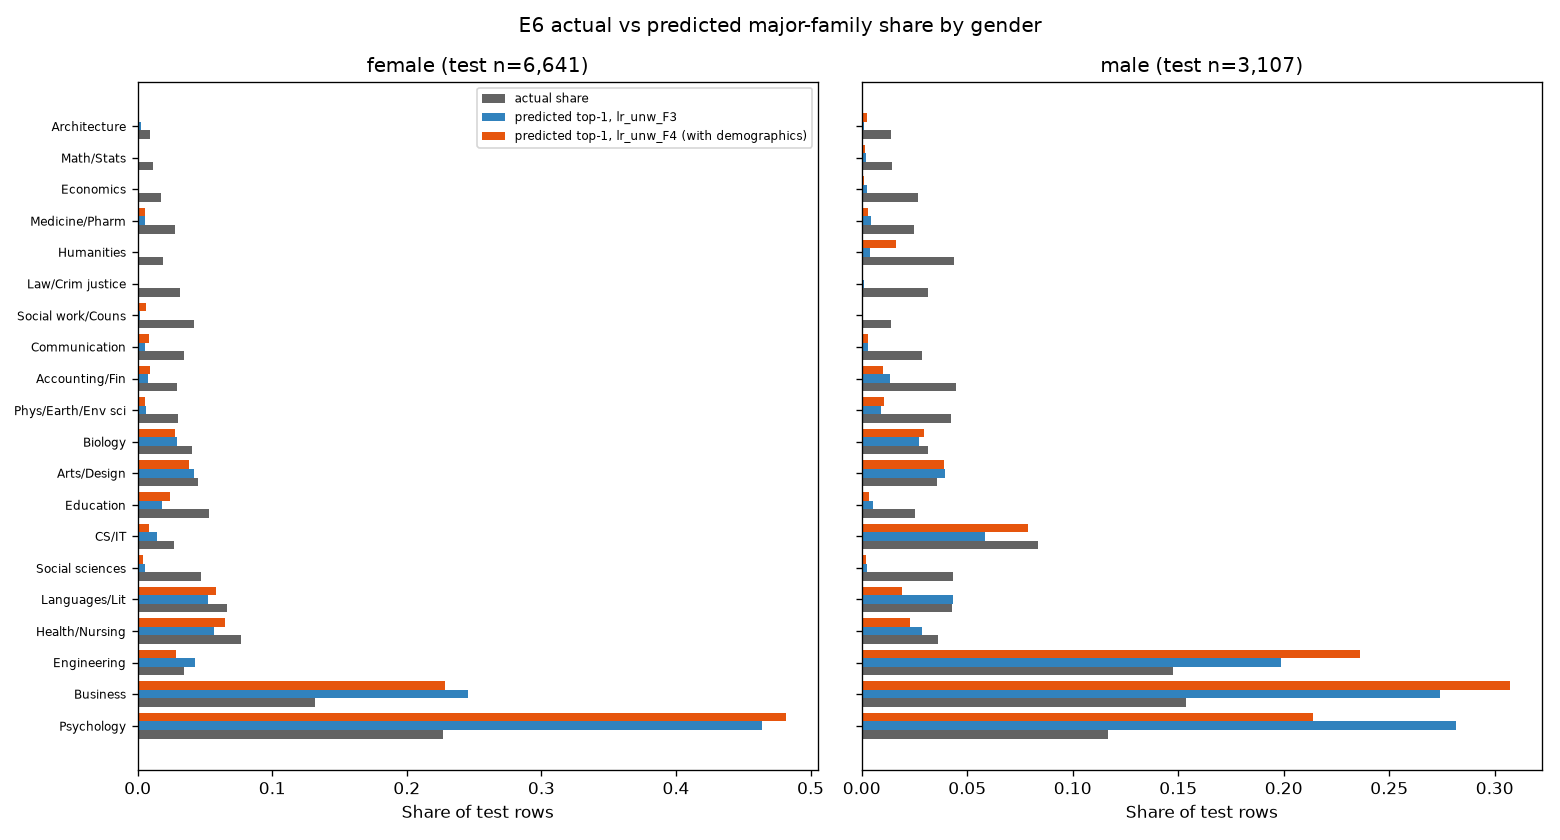 E6 actual vs predicted major-family share by gender
female (test n=6,641)
male (test n=3,107)
actual share
predicted top-1, lr_unw_F3
predicted top-1, lr_unw_F4 (with demographics)
Architecture
Math/Stats
Economics
Medicine/Pharm
Humanities
Law/Crim justice
Social work/Couns
Communication
Accounting/Fin
Phys/Earth/Env sci
Biology
Arts/Design
Education
CS/IT
Social sciences
Languages/Lit
Health/Nursing
Engineering
Business
Psychology
0.0 0.1 0.2 0.3 0.4 0.5
0.00 0.05 0.10 0.15 0.20 0.25 0.30
Share of test rows
Share of test rows